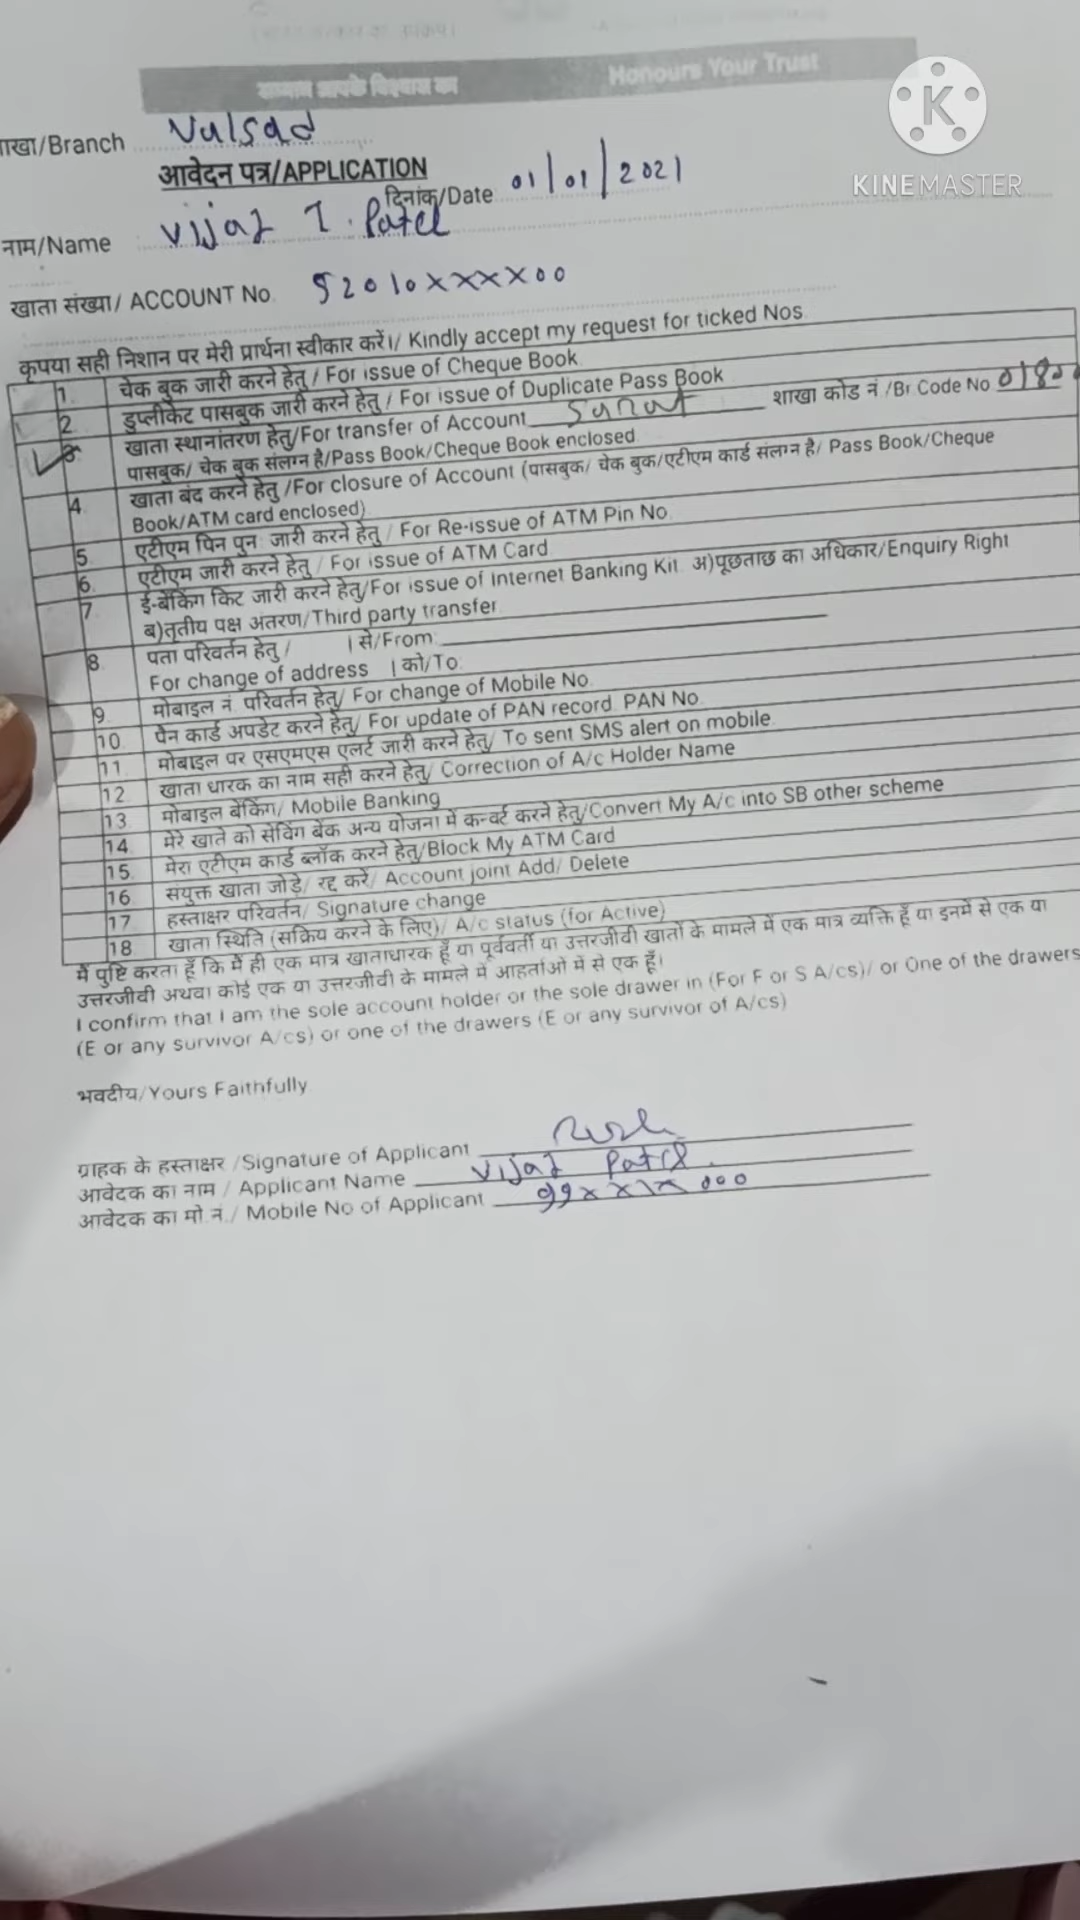 सम्मान आपके विश्वास का Honours Your Trust
KINEMASTER
शाखा/Branch Valsad
आवेदन पत्र/APPLICATION
दिनांक/Date 01/01/2021
नाम/Name Vijay I. Patel
खाता संख्या/ ACCOUNT No. 52010xxxxx00
कृपया सही निशान पर मेरी प्रार्थना स्वीकार करें।/ Kindly accept my request for ticked Nos.
1. चेक बुक जारी करने हेतु / For issue of Cheque Book
2. डुप्लीकेट पासबुक जारी करने हेतु / For issue of Duplicate Pass Book
3. खाता स्थानांतरण हेतु/For transfer of Account Surat शाखा कोड नं./Br Code No
पासबुक/ चेक बुक संलग्न है/Pass Book/Cheque Book enclosed
4. खाता बंद करने हेतु /For closure of Account (पासबुक/ चेक बुक/एटीएम कार्ड संलग्न है/ Pass Book/Cheque
Book/ATM card enclosed)
5. एटीएम पिन पुनः जारी करने हेतु / For Re-issue of ATM Pin No.
6. एटीएम जारी करने हेतु / For issue of ATM Card
7. ई-बैंकिंग किट जारी करने हेतु/For issue of Internet Banking Kit. अ)पूछताछ का अधिकार/Enquiry Right
ब)तृतीय पक्ष अंतरण/Third party transfer
8. पता परिवर्तन हेतु / । से/From:
For change of address । को/To:
9. मोबाइल नं. परिवर्तन हेतु/ For change of Mobile No.
10. पैन कार्ड अपडेट करने हेतु/ For update of PAN record. PAN No.
11. मोबाइल पर एसएमएस एलर्ट जारी करने हेतु/ To sent SMS alert on mobile.
12. खाता धारक का नाम सही करने हेतु/ Correction of A/c Holder Name
13. मोबाइल बैंकिंग/ Mobile Banking
14. मेरे खाते को सेविंग बैंक अन्य योजना में कन्वर्ट करने हेतु/Convert My A/c into SB other scheme
15. मेरा एटीएम कार्ड ब्लॉक करने हेतु/Block My ATM Card
16. संयुक्त खाता जोड़े/ रद्द करें/ Account joint Add/ Delete
17. हस्ताक्षर परिवर्तन/ Signature change
18. खाता स्थिति (सक्रिय करने के लिए)/ A/c status (for Active)
मैं पुष्टि करता हूँ कि मैं ही एक मात्र खाताधारक हूँ या पूर्ववर्ती या उत्तरजीवी खातों के मामले में एक मात्र व्यक्ति हूँ या इनमें से एक या
उत्तरजीवी अथवा कोई एक या उत्तरजीवी के मामले में आहर्ताओं में से एक हूँ।
I confirm that I am the sole account holder or the sole drawer in (For F or S A/cs)/ or One of the drawers
(E or any survivor A/cs) or one of the drawers (E or any survivor of A/cs)
भवदीय/Yours Faithfully
ग्राहक के हस्ताक्षर /Signature of Applicant
आवेदक का नाम / Applicant Name Vijay Patel
आवेदक का मो.नं./ Mobile No of Applicant 99xxxx000